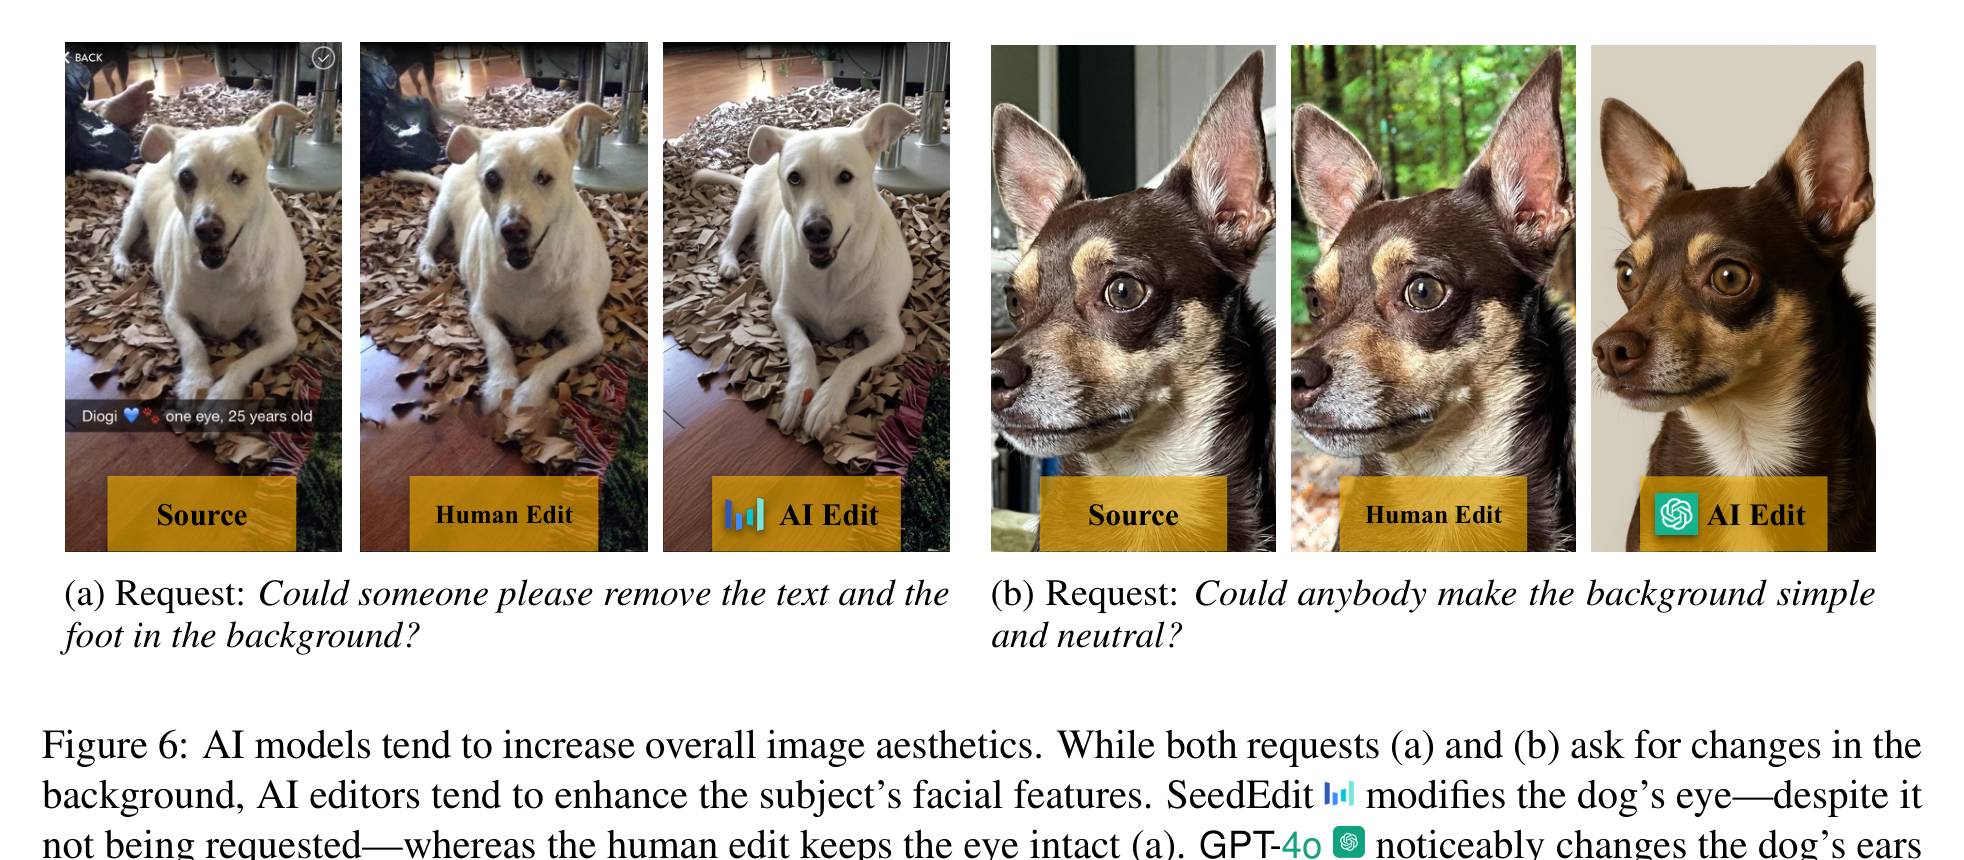 BACK
Diogi 💙🐾 one eye, 25 years old
Source
Human Edit
AI Edit
Source
Human Edit
AI Edit
(a) Request: Could someone please remove the text and the
foot in the background?
(b) Request: Could anybody make the background simple
and neutral?
Figure 6: AI models tend to increase overall image aesthetics. While both requests (a) and (b) ask for changes in the
background, AI editors tend to enhance the subject's facial features. SeedEdit modifies the dog's eye—despite it
not being requested—whereas the human edit keeps the eye intact (a). GPT-4o noticeably changes the dog's ears